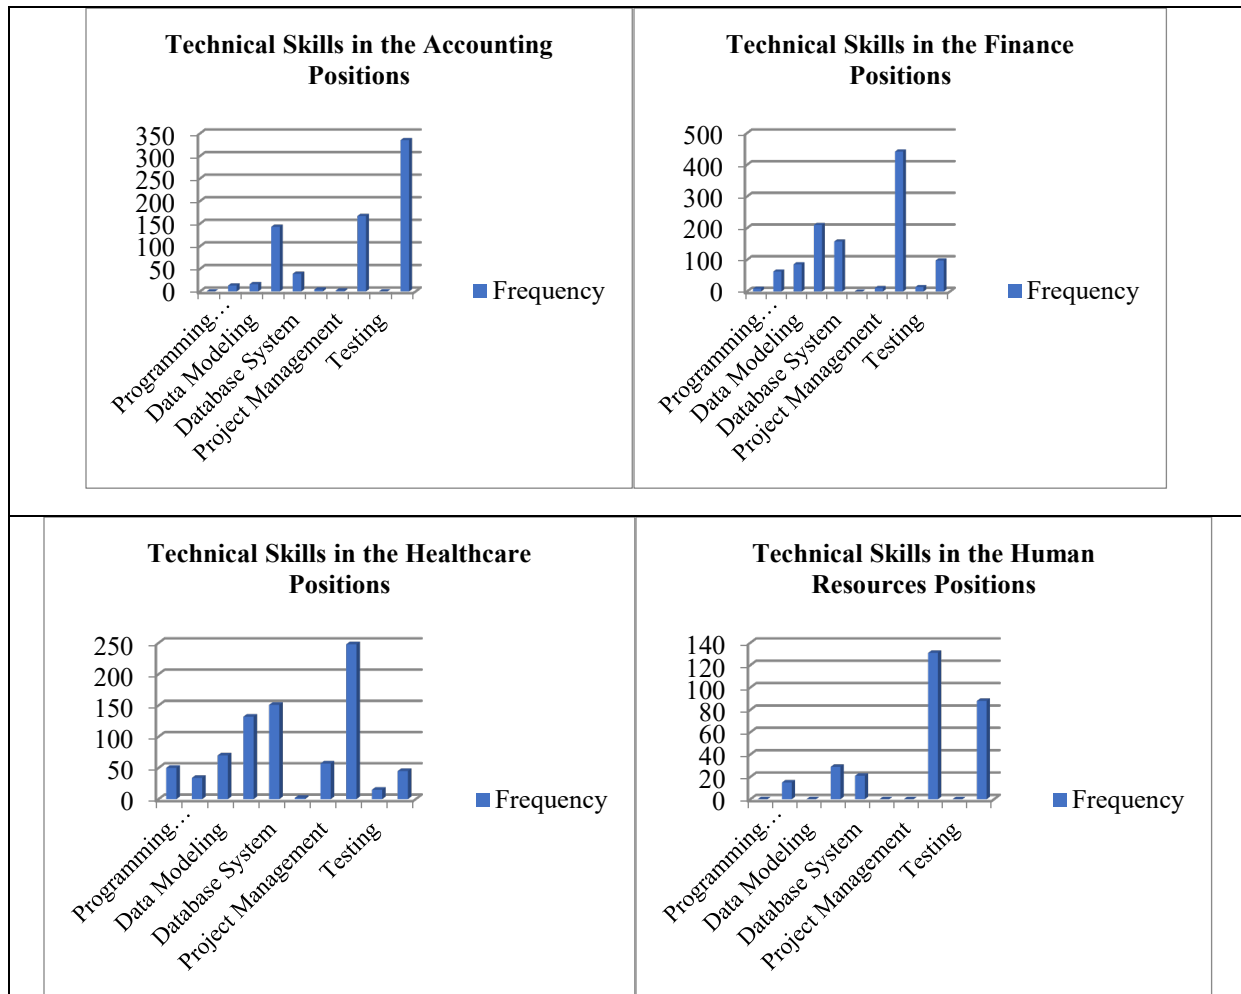 Technical Skills in the Accounting
Positions
350
300
250
200
150
100
50
0
Programming…
Data Modeling
Database System
Project Management
Testing
Frequency
Technical Skills in the Finance
Positions
500
400
300
200
100
0
Programming…
Data Modeling
Database System
Project Management
Testing
Frequency
Technical Skills in the Healthcare
Positions
250
200
150
100
50
0
Programming…
Data Modeling
Database System
Project Management
Testing
Frequency
Technical Skills in the Human
Resources Positions
140
120
100
80
60
40
20
0
Programming…
Data Modeling
Database System
Project Management
Testing
Frequency